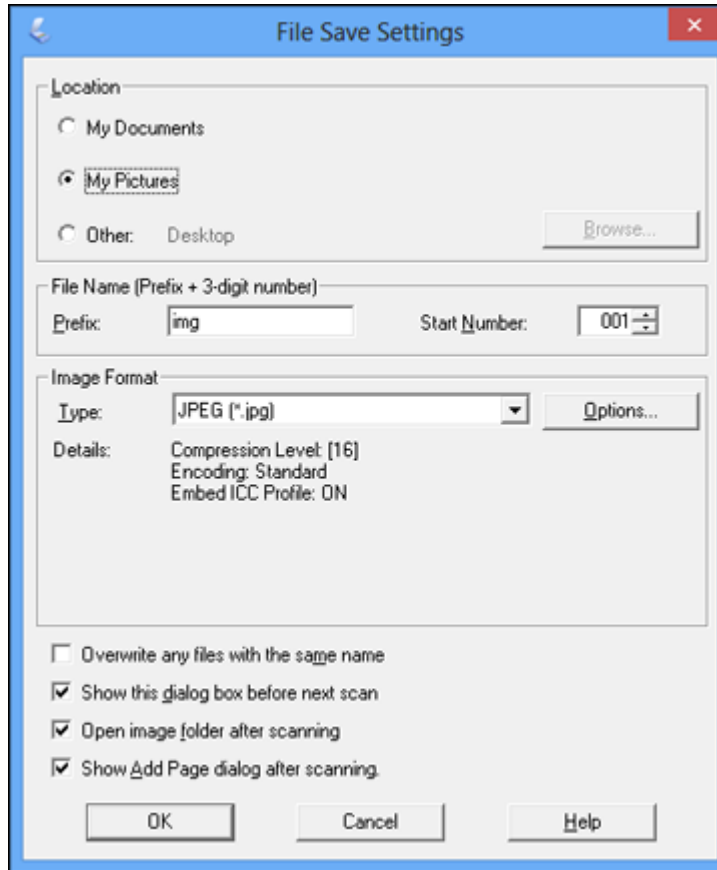 File Save Settings
Location
My Documents
My Pictures
Other: Desktop Browse...
File Name (Prefix + 3-digit number)
Prefix: img Start Number: 001
Image Format
Type: JPEG (*.jpg) Options...
Details: Compression Level: [16]
Encoding: Standard
Embed ICC Profile: ON
Overwrite any files with the same name
Show this dialog box before next scan
Open image folder after scanning
Show Add Page dialog after scanning.
OK Cancel Help